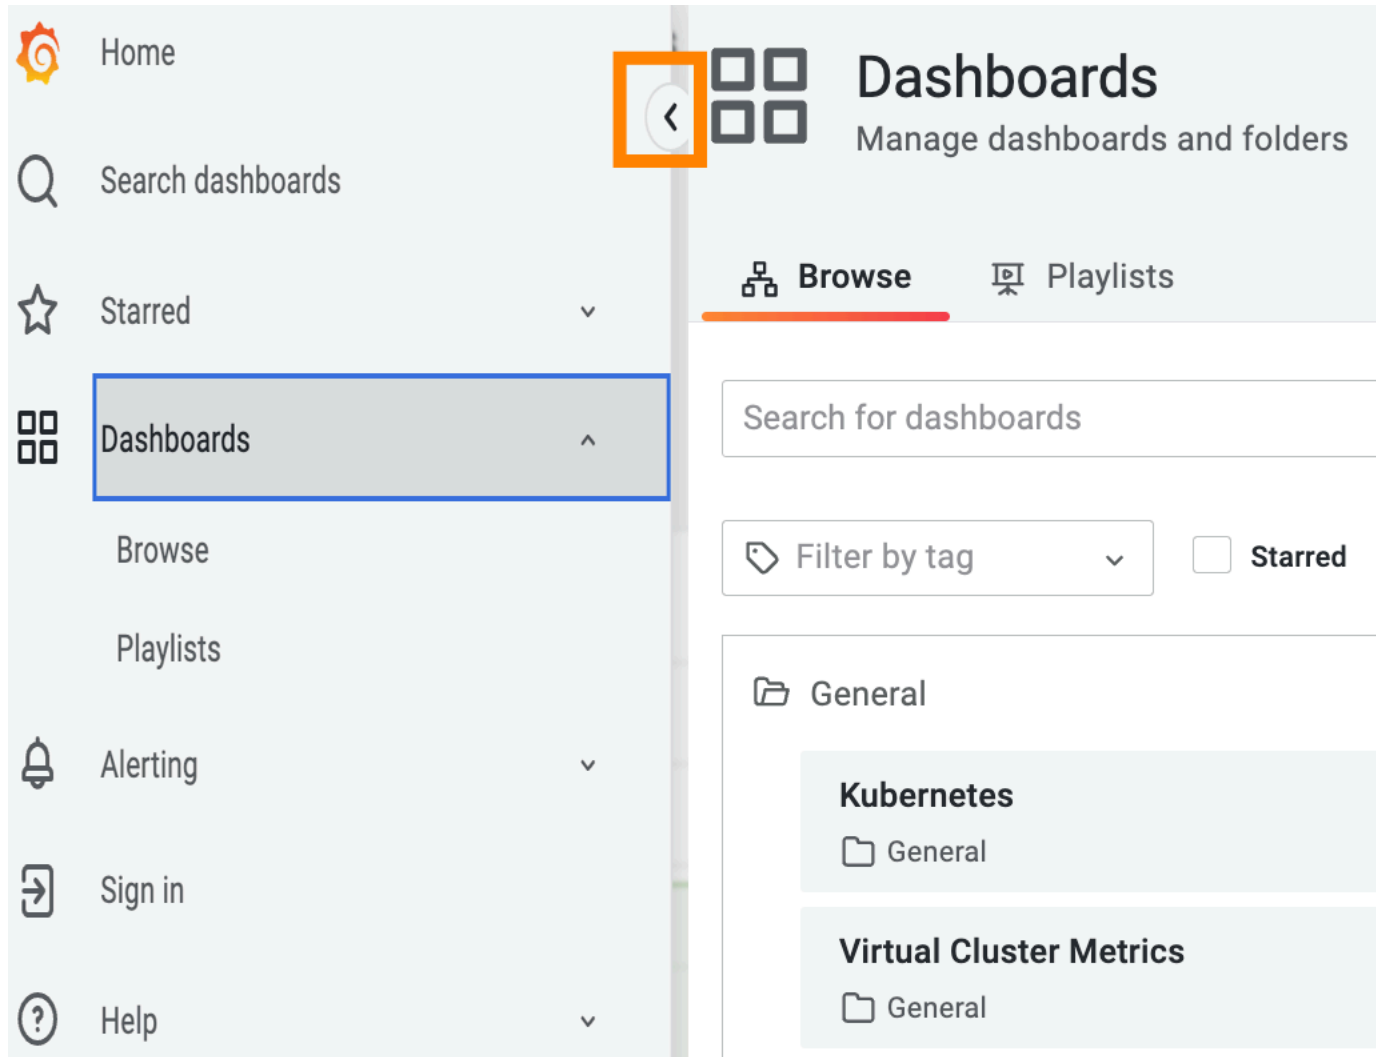 Home
Search dashboards
Starred
Dashboards
Browse
Playlists
Alerting
Sign in
Help
Dashboards
Manage dashboards and folders
Browse
Playlists
Search for dashboards
Filter by tag
Starred
General
Kubernetes
General
Virtual Cluster Metrics
General